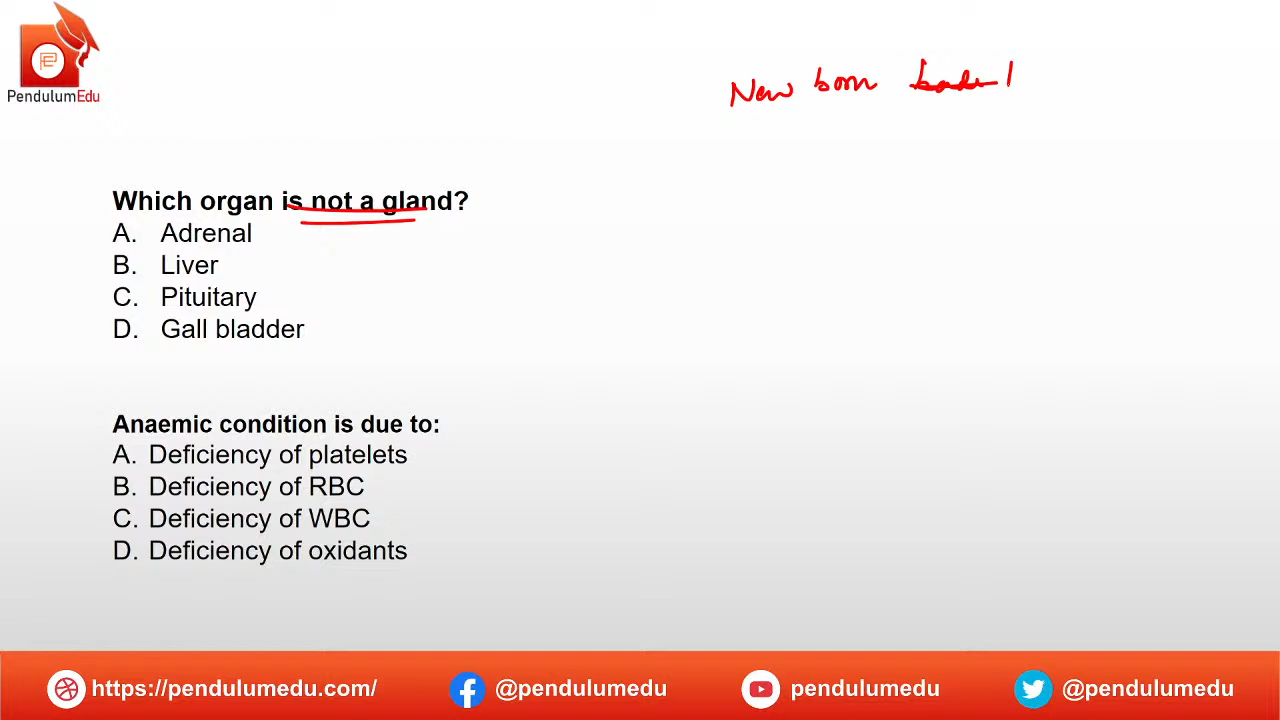 PendulumEdu
New born
Which organ is not a gland?
A. Adrenal
B. Liver
C. Pituitary
D. Gall bladder
Anaemic condition is due to:
A. Deficiency of platelets
B. Deficiency of RBC
C. Deficiency of WBC
D. Deficiency of oxidants
https://pendulumedu.com/ @pendulumedu pendulumedu @pendulumedu